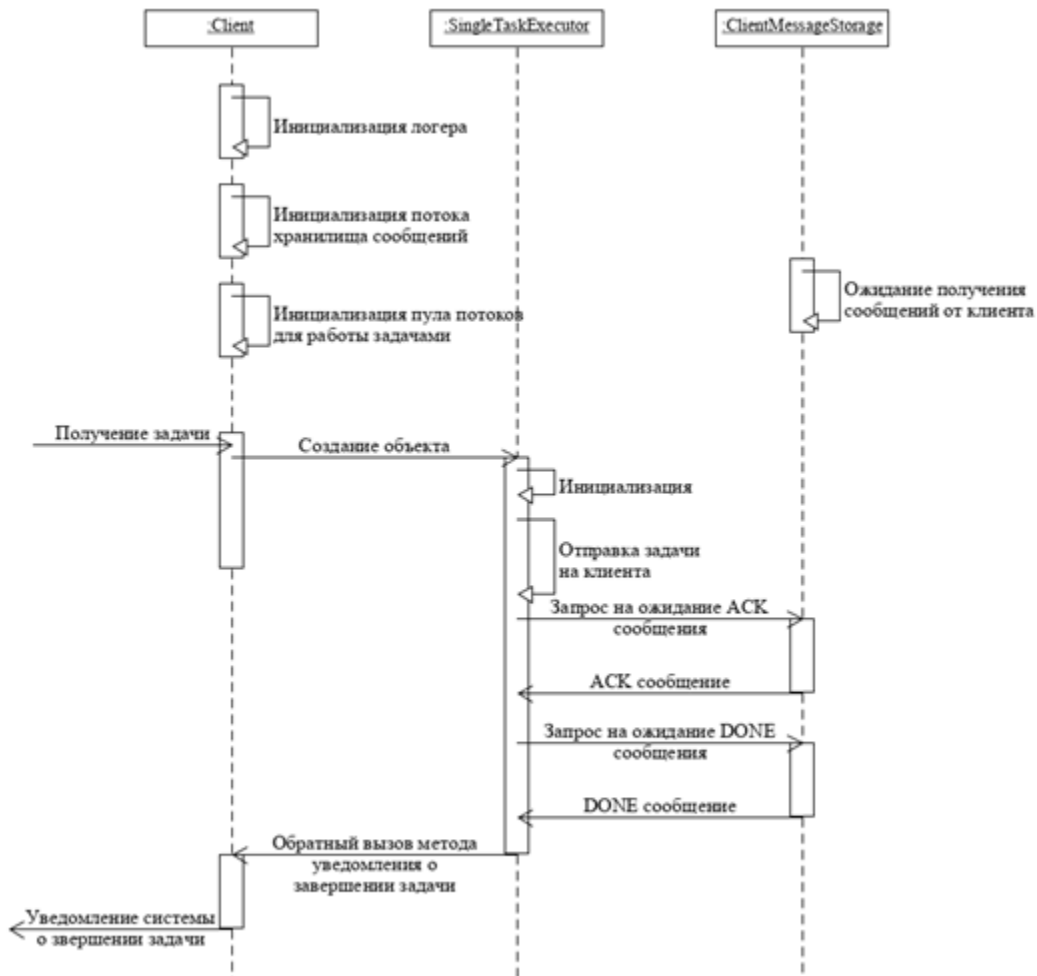 :Client
:SingleTaskExecutor
:ClientMessageStorage
Инициализация логера
Инициализация потока
хранилища сообщений
Ожидание получения
сообщений от клиента
Инициализация пула потоков
для работы задачами
Получение задачи
Создание объекта
Инициализация
Отправка задачи
на клиента
Запрос на ожидание ACK
сообщения
ACK сообщение
Запрос на ожидание DONE
сообщения
DONE сообщение
Обратный вызов метода
уведомления о
завершении задачи
Уведомление системы
о звершении задачи